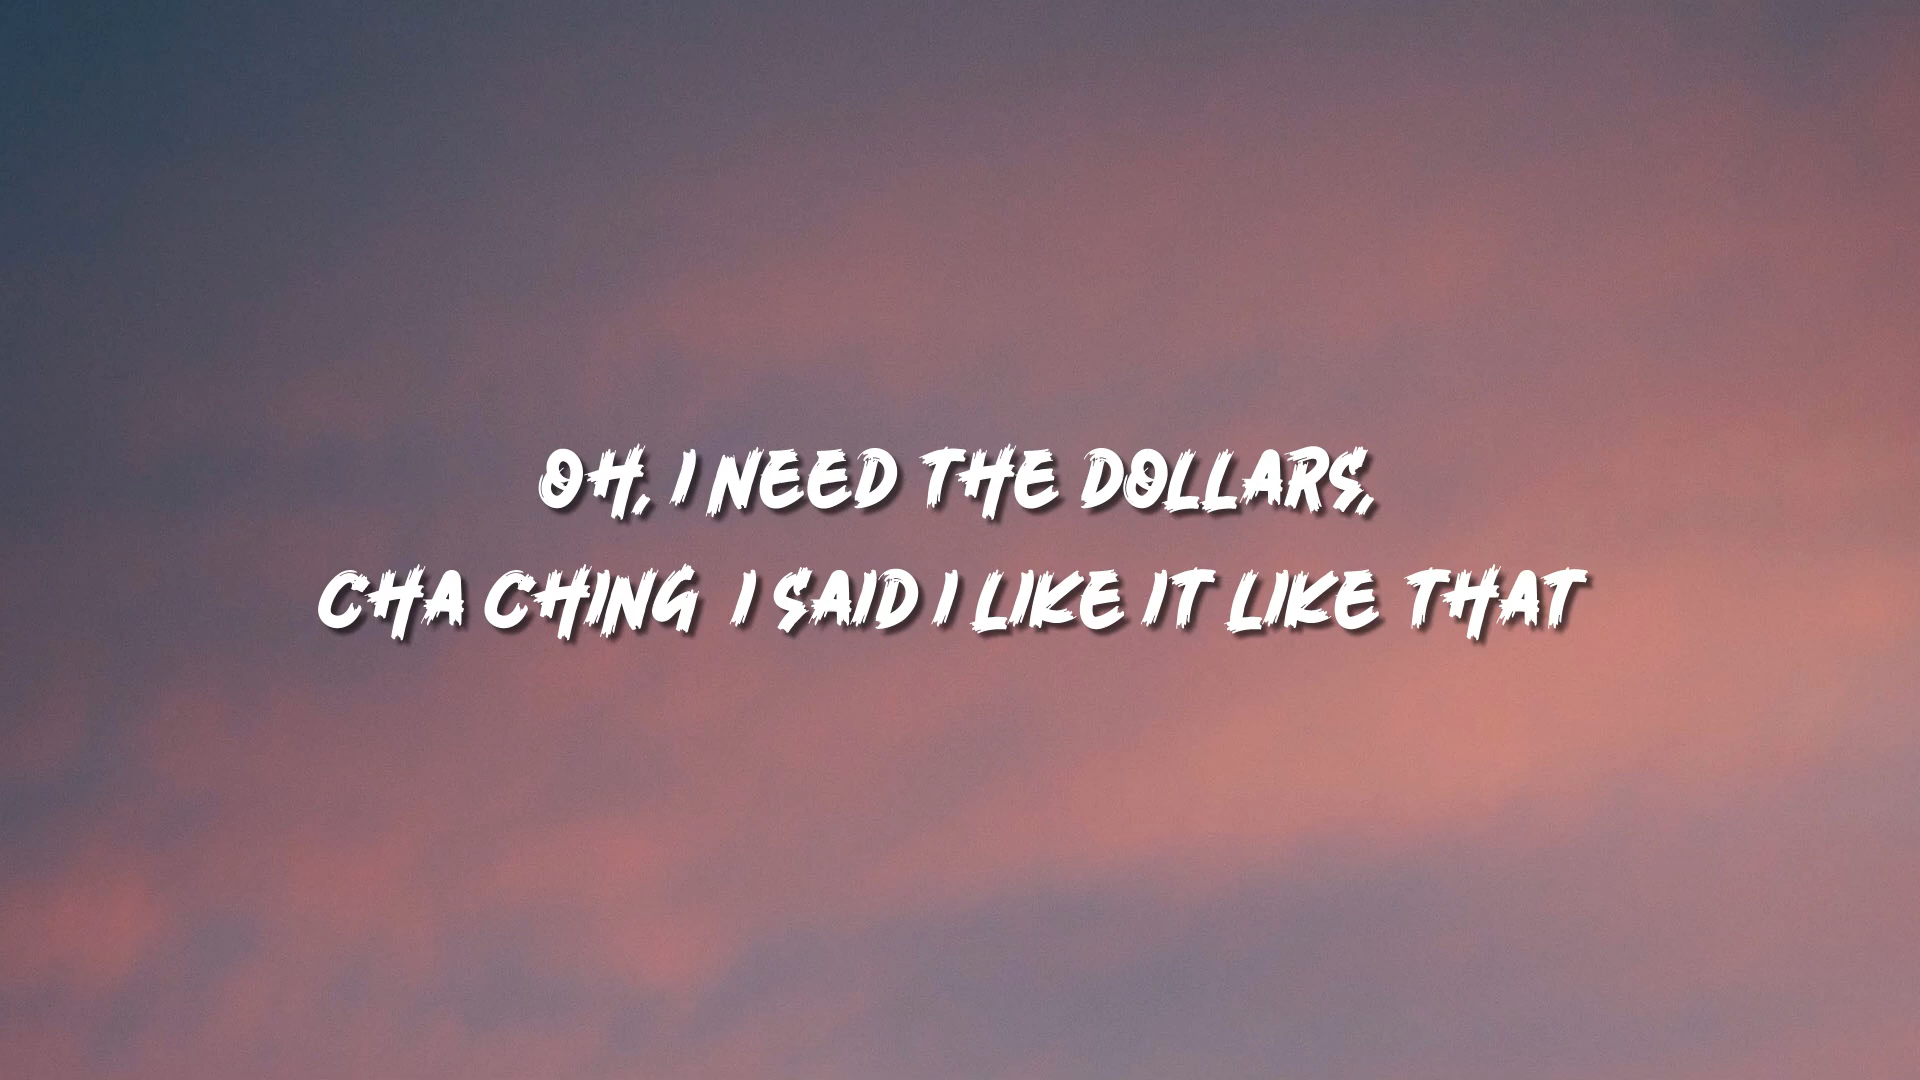 OH, I NEED THE DOLLARS,
CHA CHING I SAID I LIKE IT LIKE THAT